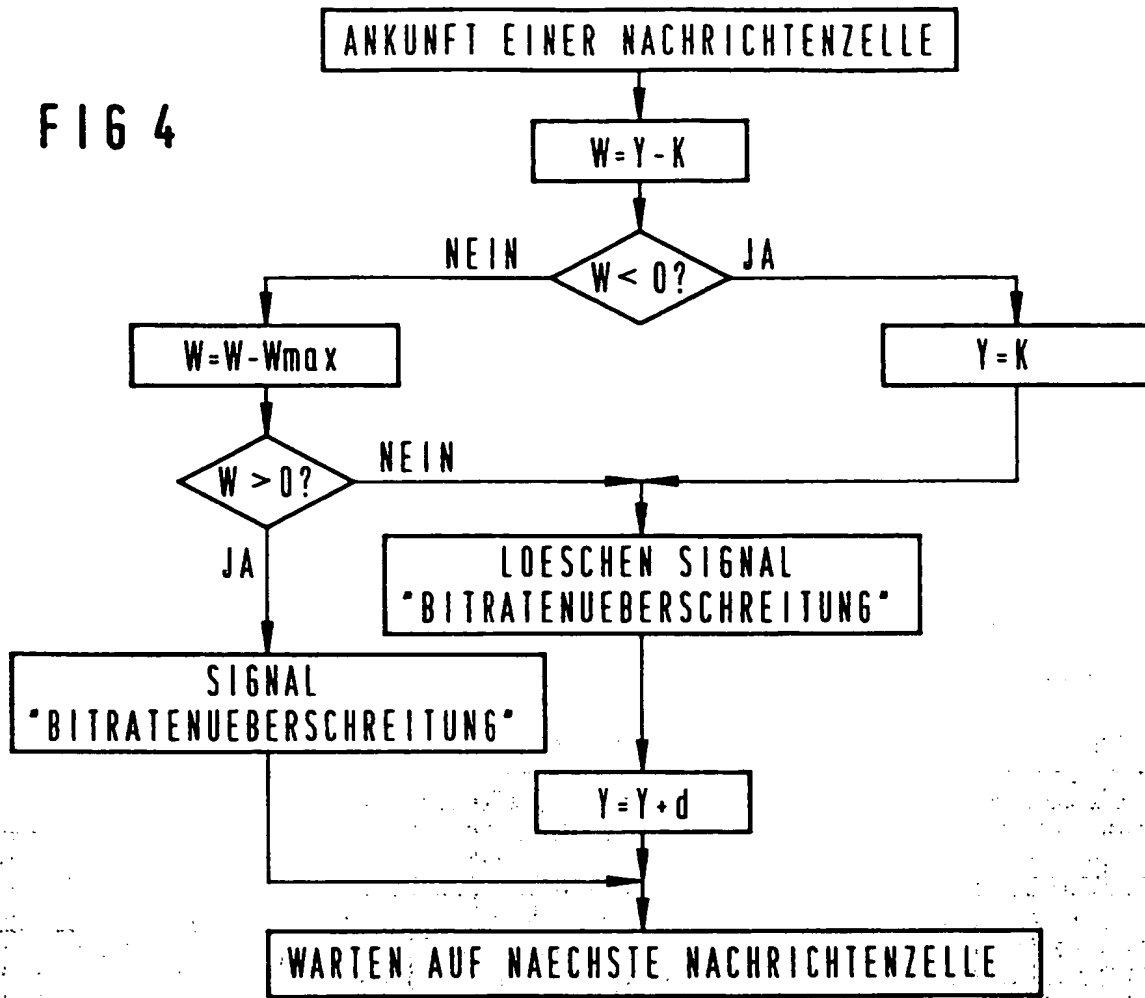 ANKUNFT EINER NACHRICHTENZELLE
FIG 4
W=Y-K
NEIN
JA
W< 0?
W=W-Wmax
Y=K
W >0?
NEIN
JA
LOESCHEN SIGNAL
"BITRATENUEBERSCHREITUNG"
SIGNAL
"BITRATENUEBERSCHREITUNG"
Y=Y+d
WARTEN AUF NAECHSTE NACHRICHTENZELLE